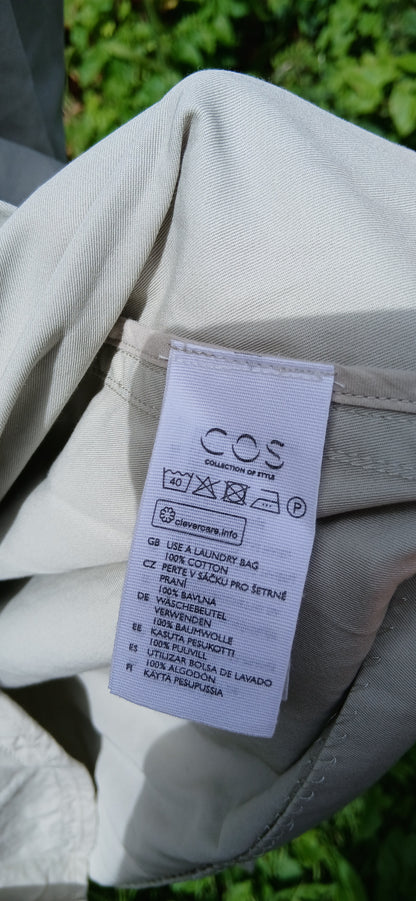 COS
COLLECTION OF STYLE
40 P
clevercare.info
GB USE A LAUNDRY BAG
100% COTTON
CZ PERTE V SÁČKU PRO ŠETRNÉ
PRANÍ
100% BAVLNA
DE WÄSCHEBEUTEL
VERWENDEN
100% BAUMWOLLE
EE KASUTA PESUKOTTI
100% PUUVILL
ES UTILIZAR BOLSA DE LAVADO
100% ALGODÓN
FI KÄYTÄ PESUPUSSIA